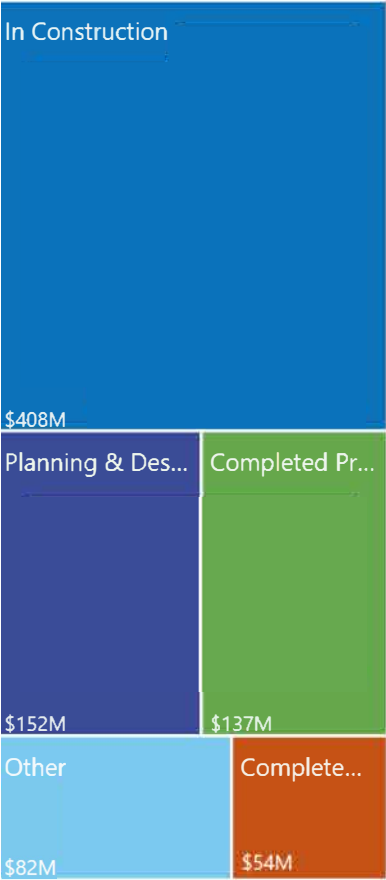 In Construction
$408M
Planning & Des...
Completed Pr...
$152M
$137M
Other
Complete...
$82M
$54M